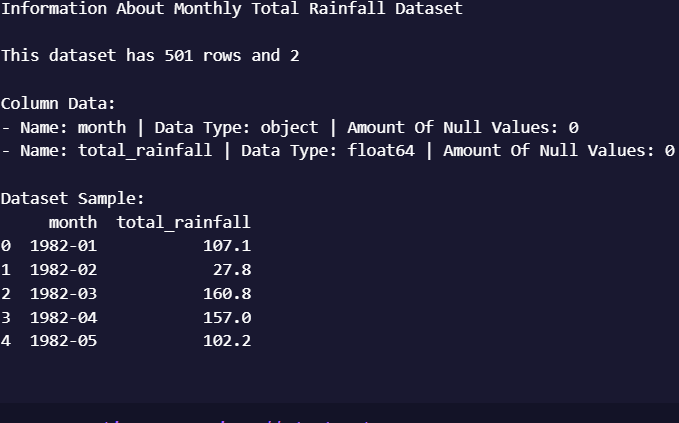 Information About Monthly Total Rainfall Dataset
This dataset has 501 rows and 2
Column Data:
- Name: month | Data Type: object | Amount Of Null Values: 0
- Name: total_rainfall | Data Type: float64 | Amount Of Null Values: 0
Dataset Sample:
month total_rainfall
0 1982-01 107.1
1 1982-02 27.8
2 1982-03 160.8
3 1982-04 157.0
4 1982-05 102.2